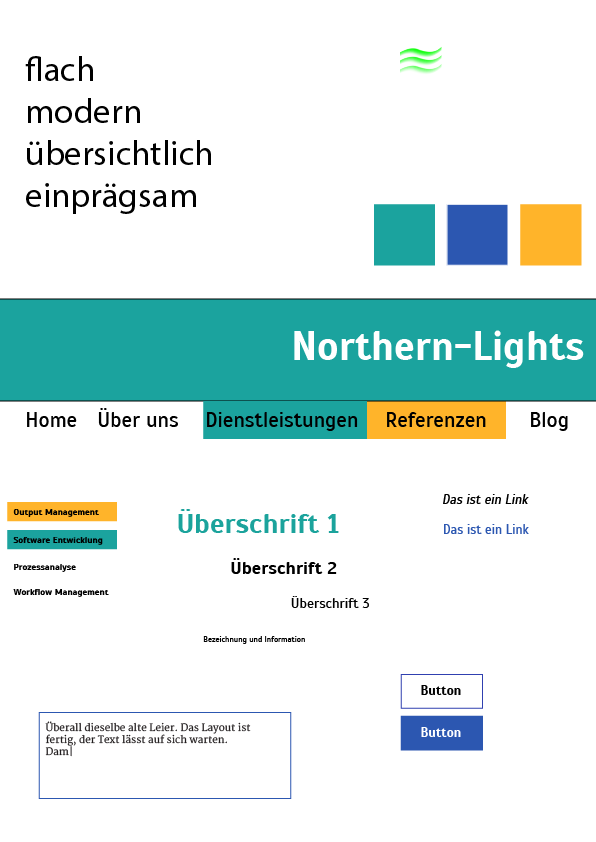 flach
modern
übersichtlich
einprägsam
Northern-Lights
Home Über uns Dienstleistungen Referenzen Blog
Output Management
Software Entwicklung
Prozessanalyse
Workflow Management
Überschrift 1
Überschrift 2
Überschrift 3
Bezeichnung und Information
Das ist ein Link
Das ist ein Link
Button
Button
Überall dieselbe alte Leier. Das Layout ist
fertig, der Text lässt auf sich warten.
Dam|